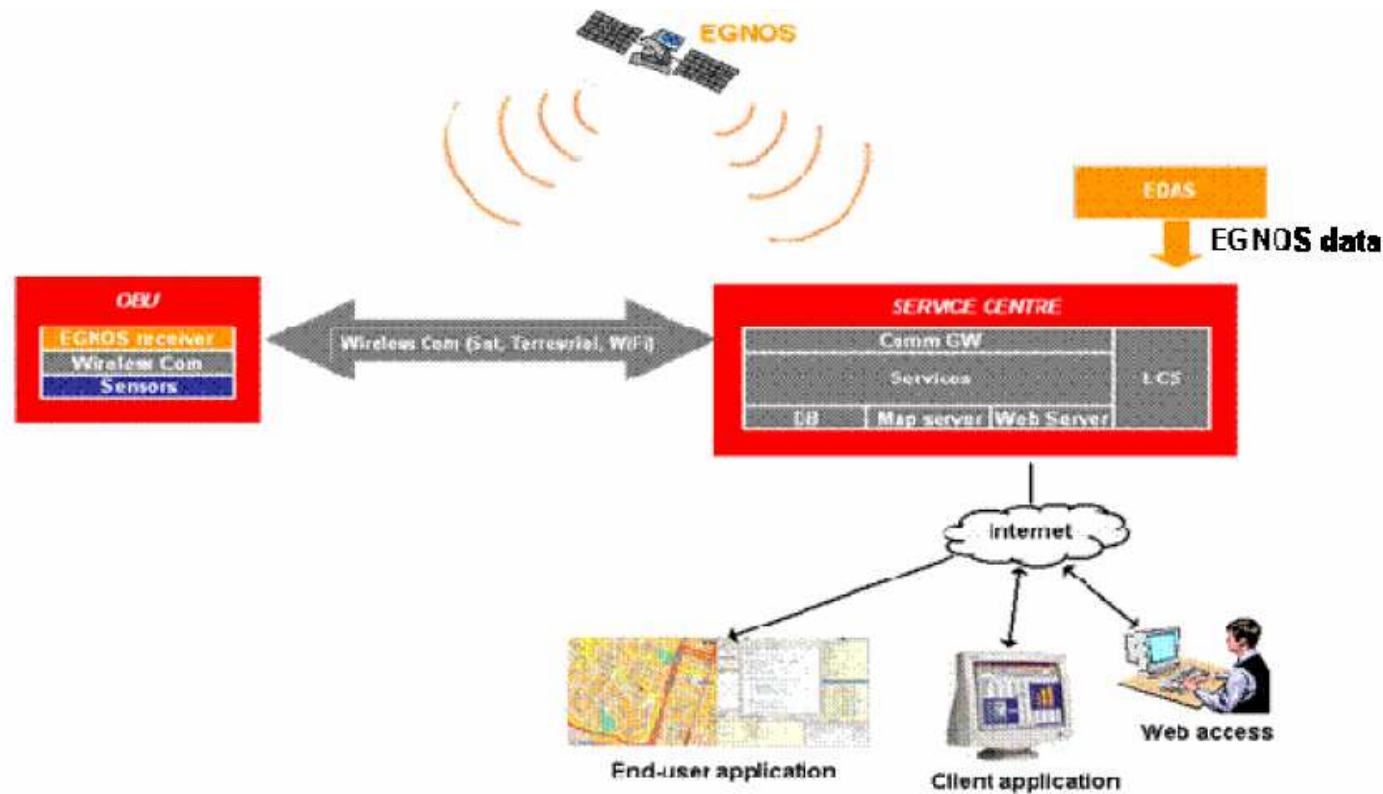 EGNOS
EDAS
EGNOS data
OBU
EGNOS receiver
Wireless Com
Sensors
Wireless Com (Sat, Terrestrial, WiFi)
SERVICE CENTRE
Comm GW
Services
DB
Map server
Web Server
Internet
End-user application
Client application
Web access